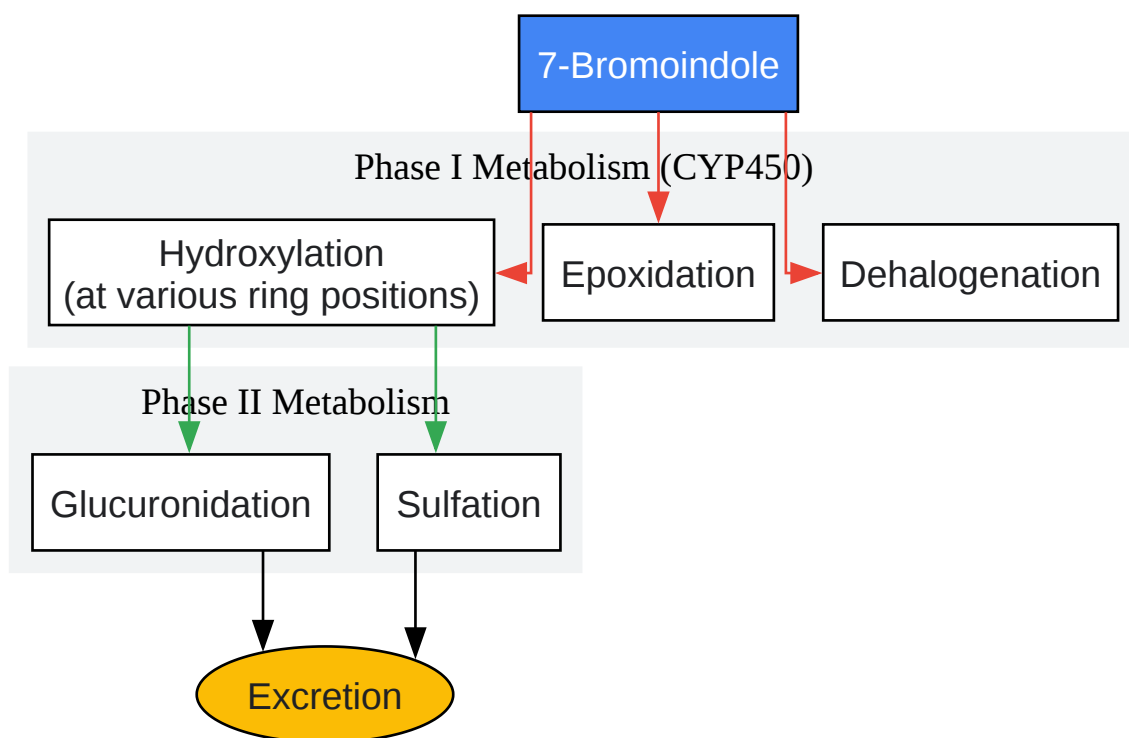 7-Bromoindole
Phase I Metabolism (CYP450)
Hydroxylation
(at various ring positions)
Epoxidation
Dehalogenation
Phase II Metabolism
Glucuronidation
Sulfation
Excretion